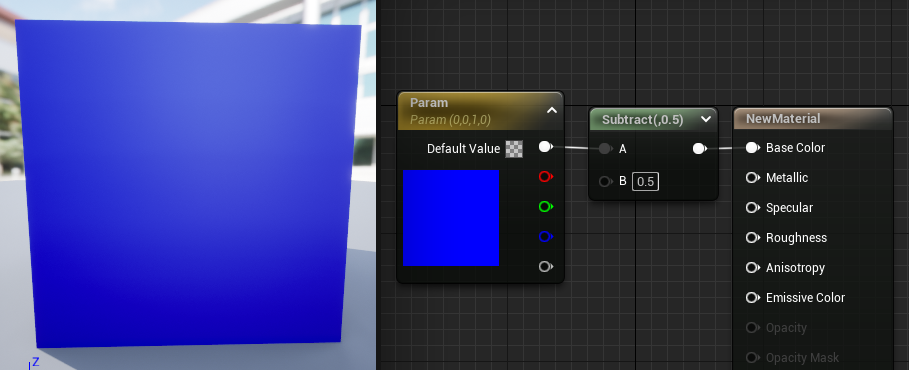 Param
Param (0,0,1,0)
Default Value
Subtract(,0.5)
A
B 0.5
NewMaterial
Base Color
Metallic
Specular
Roughness
Anisotropy
Emissive Color
Opacity
Opacity Mask
Z